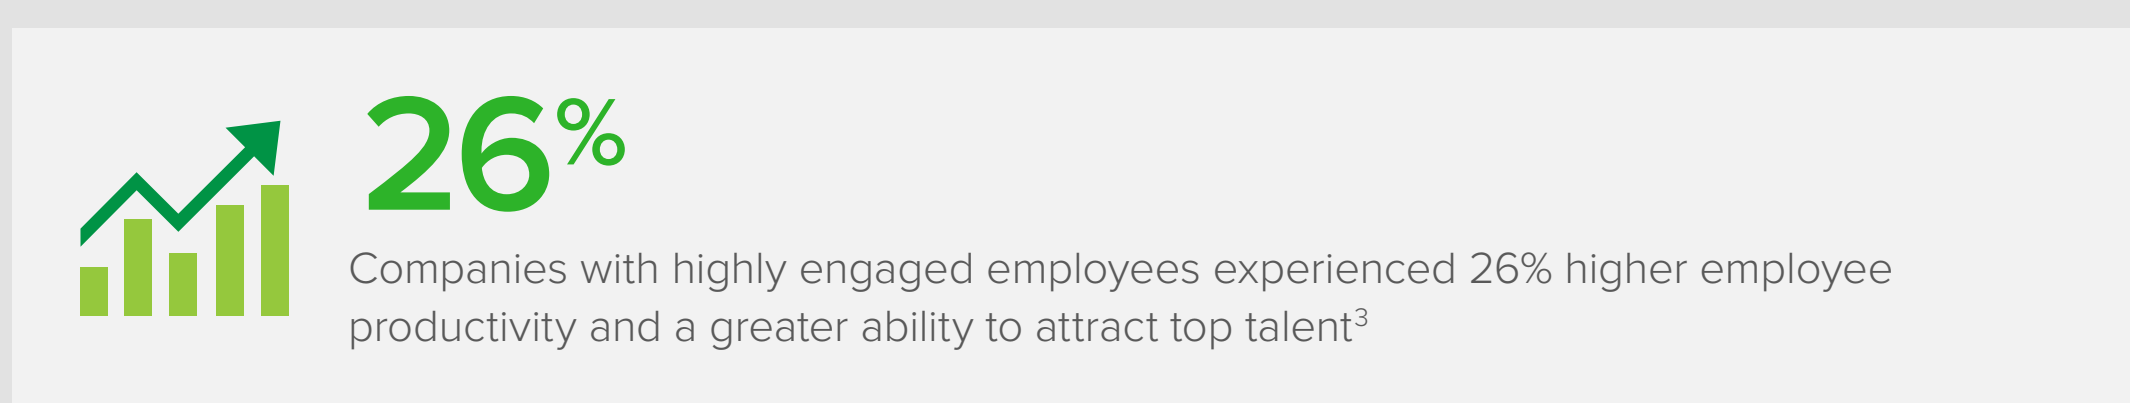 26%
Companies with highly engaged employees experienced 26% higher employee
productivity and a greater ability to attract top talent³